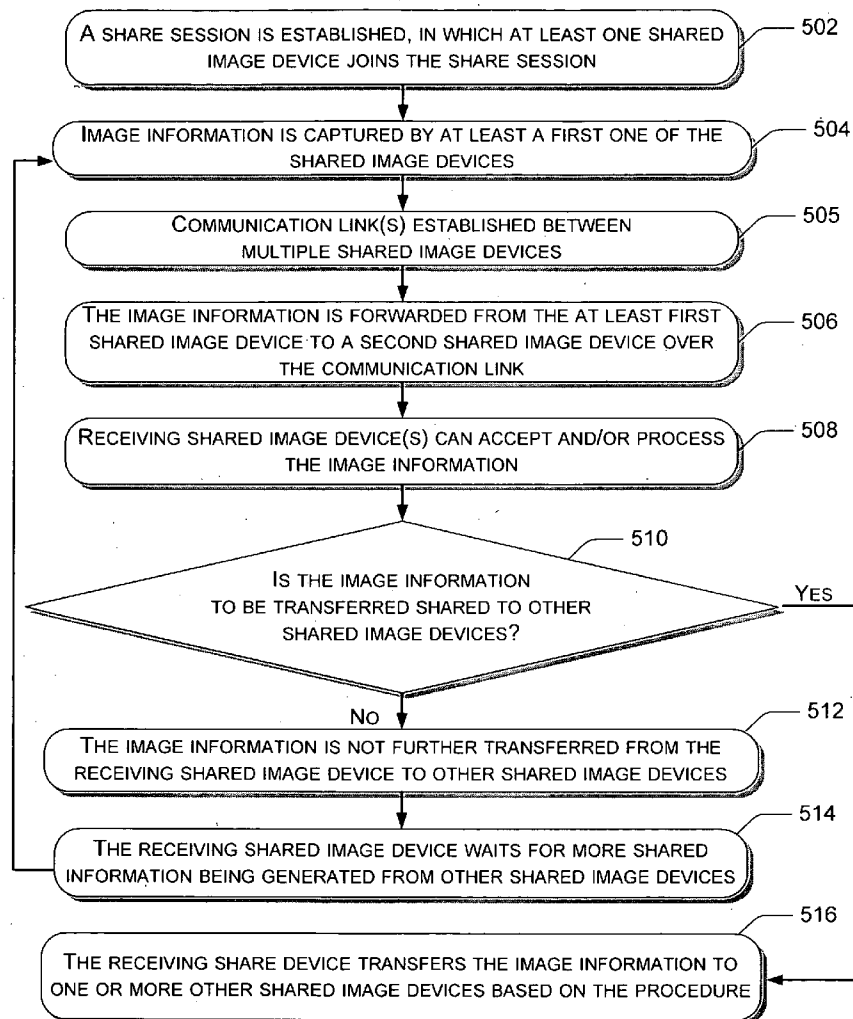 A SHARE SESSION IS ESTABLISHED, IN WHICH AT LEAST ONE SHARED
IMAGE DEVICE JOINS THE SHARE SESSION
502
IMAGE INFORMATION IS CAPTURED BY AT LEAST A FIRST ONE OF THE
SHARED IMAGE DEVICES
504
COMMUNICATION LINK(S) ESTABLISHED BETWEEN
MULTIPLE SHARED IMAGE DEVICES
505
THE IMAGE INFORMATION IS FORWARDED FROM THE AT LEAST FIRST
SHARED IMAGE DEVICE TO A SECOND SHARED IMAGE DEVICE OVER
THE COMMUNICATION LINK
506
RECEIVING SHARED IMAGE DEVICE(S) CAN ACCEPT AND/OR PROCESS
THE IMAGE INFORMATION
508
510
IS THE IMAGE INFORMATION
TO BE TRANSFERRED SHARED TO OTHER
SHARED IMAGE DEVICES?
YES
NO
512
THE IMAGE INFORMATION IS NOT FURTHER TRANSFERRED FROM THE
RECEIVING SHARED IMAGE DEVICE TO OTHER SHARED IMAGE DEVICES
514
THE RECEIVING SHARED IMAGE DEVICE WAITS FOR MORE SHARED
INFORMATION BEING GENERATED FROM OTHER SHARED IMAGE DEVICES
516
THE RECEIVING SHARE DEVICE TRANSFERS THE IMAGE INFORMATION TO
ONE OR MORE OTHER SHARED IMAGE DEVICES BASED ON THE PROCEDURE